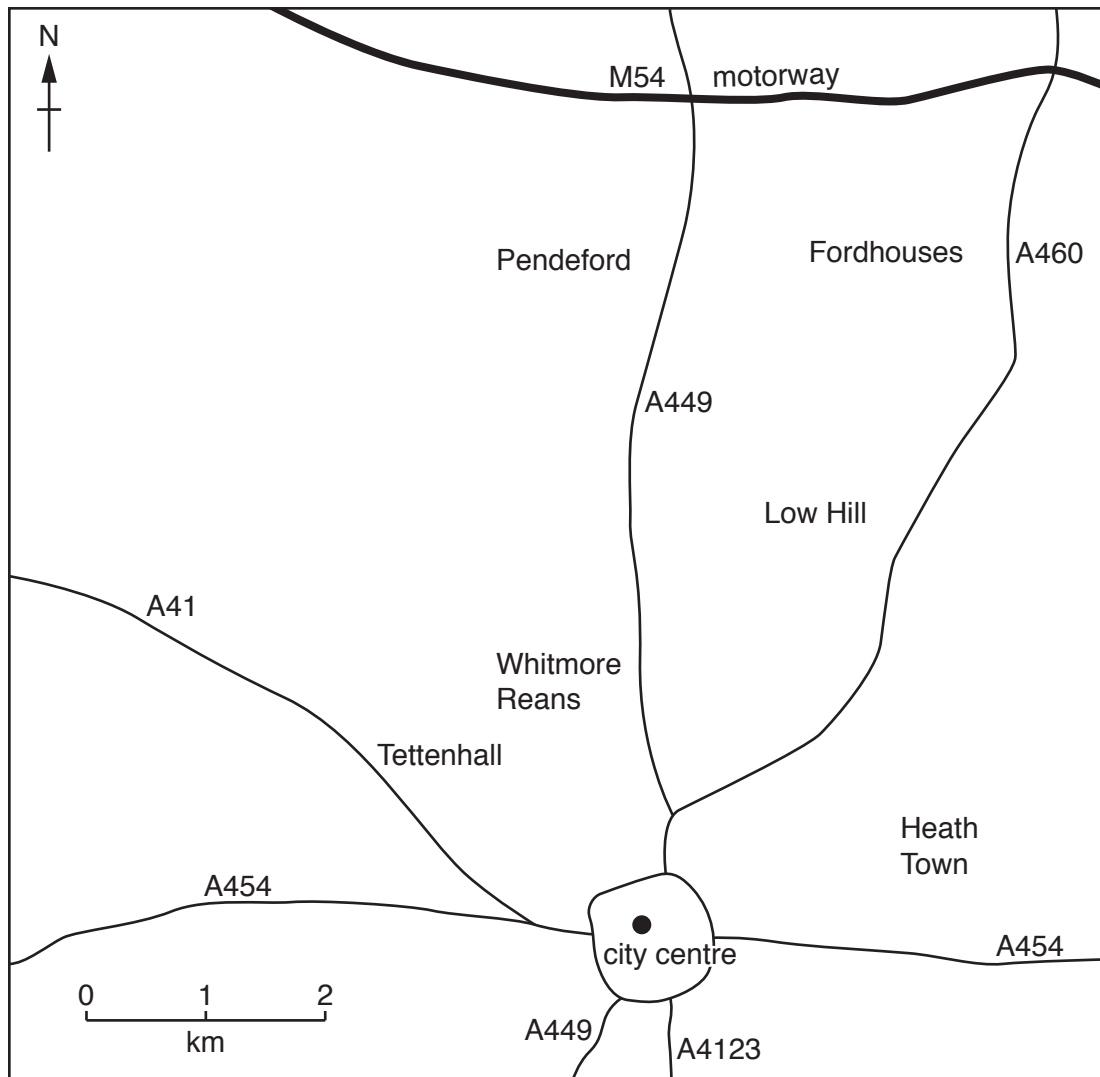 N
M54 motorway
Pendeford
Fordhouses
A460
A449
Low Hill
A41
Whitmore
Reans
Tettenhall
Heath
Town
A454
city centre
A454
0 1 2
km
A449
A4123